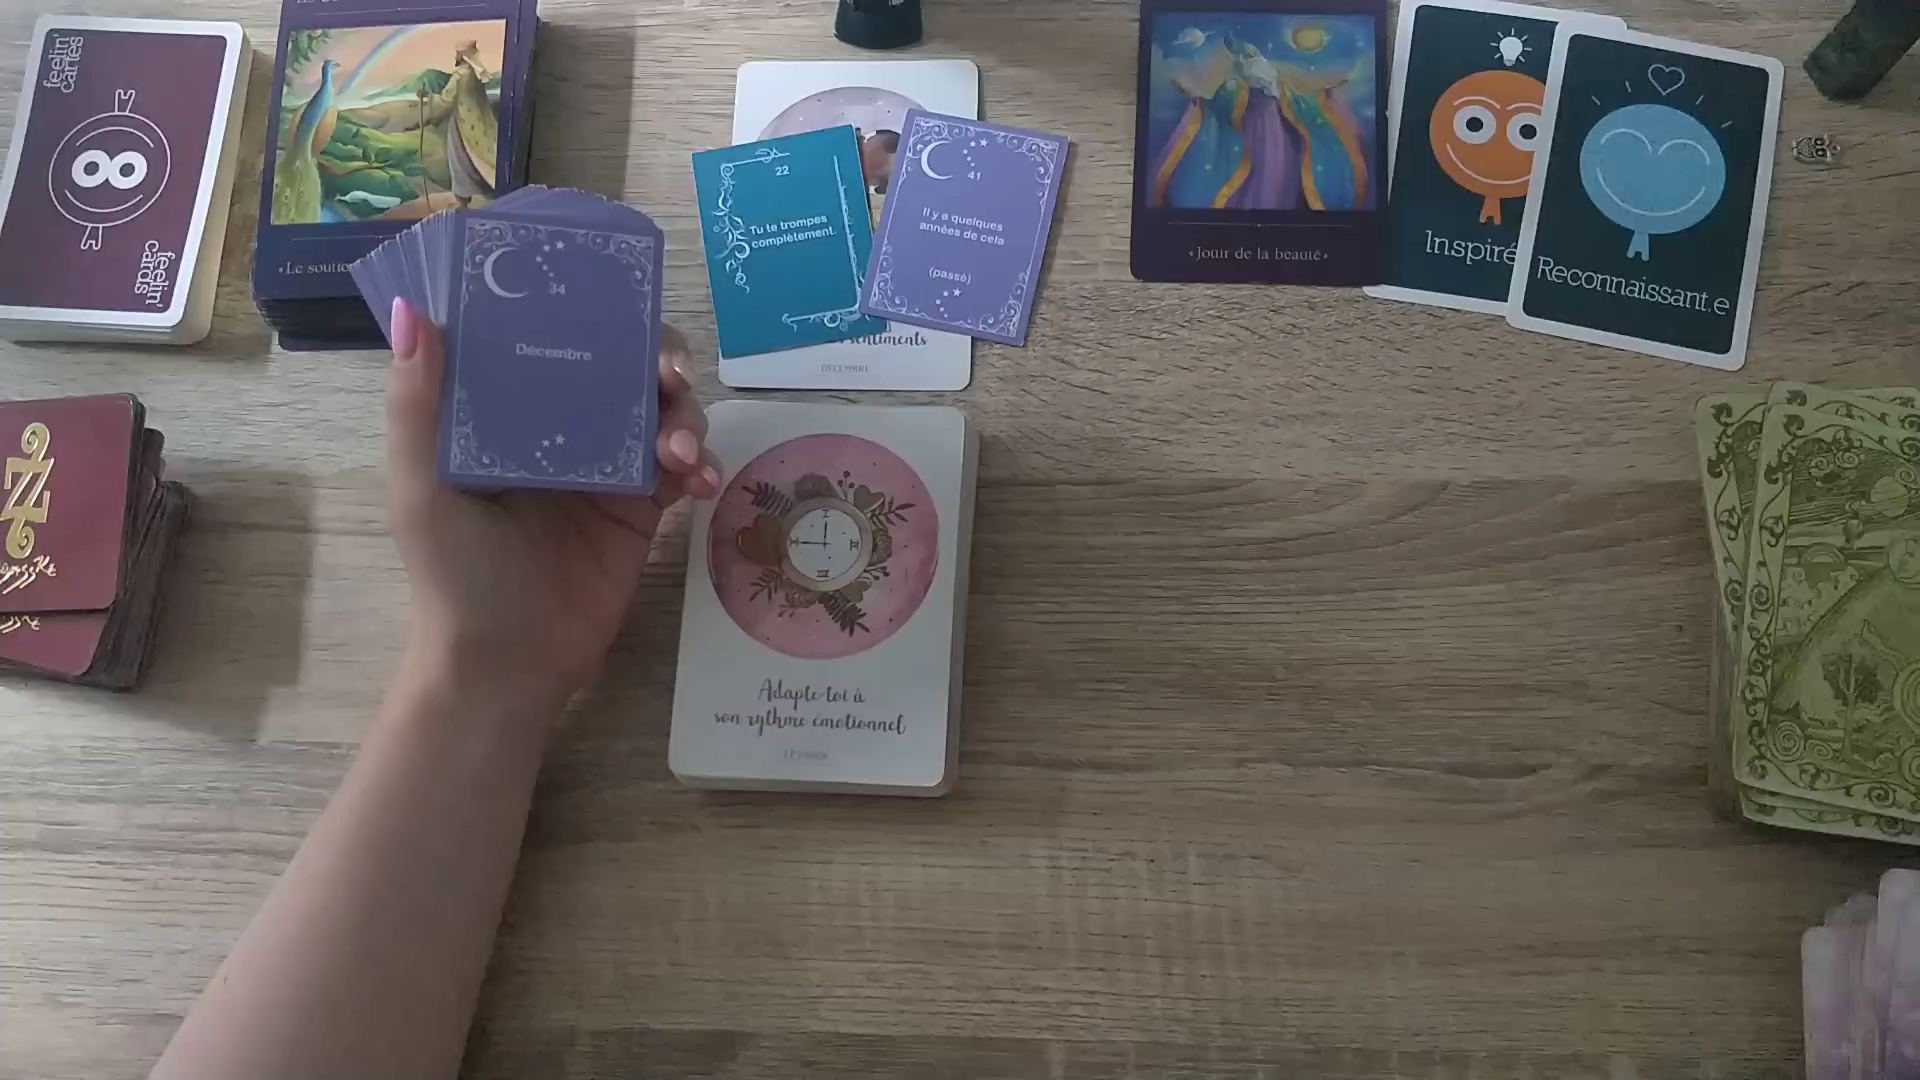 feelin'
cartes
feelin'
cards
«Le soutie
34
Décembre
22
Tu te trompes
complètement.
41
Il y a quelques
années de cela
(passé)
sentiments
DÉCEMBRE
«Jouir de la beauté»
Inspiré
Reconnaissant.e
Adapte-toi à
son rythme émotionnel